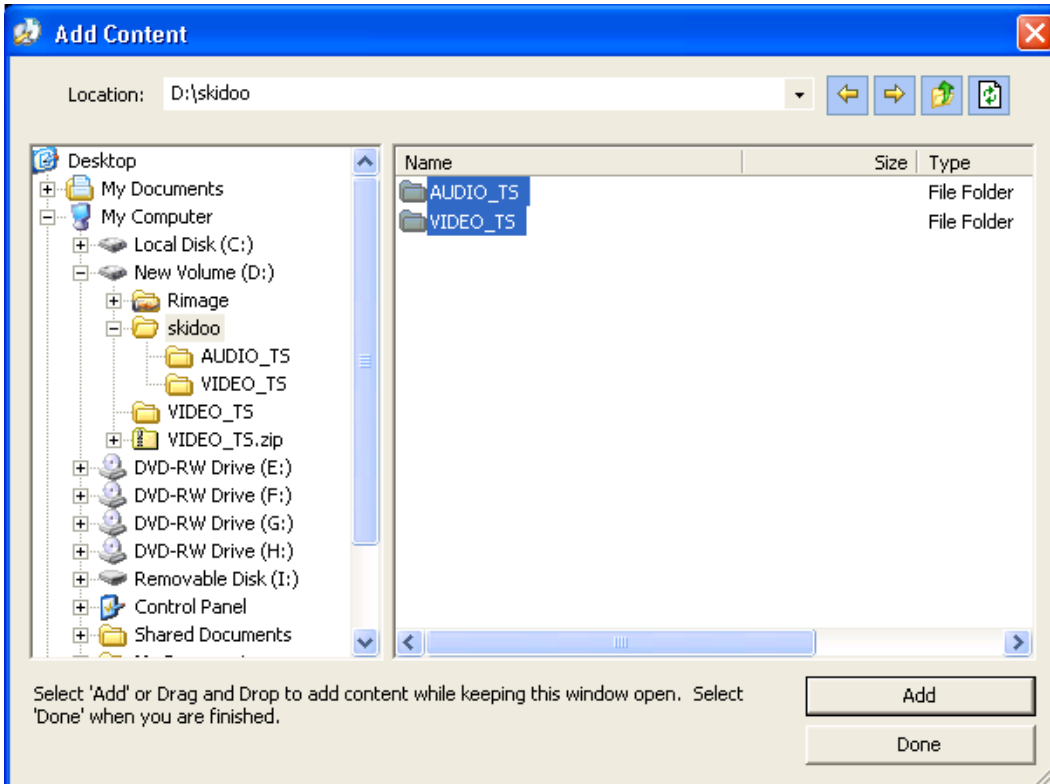 Add Content
Location: D:\skidoo
Desktop
My Documents
My Computer
Local Disk (C:)
New Volume (D:)
Rimage
skidoo
AUDIO_TS
VIDEO_TS
VIDEO_TS
VIDEO_TS.zip
DVD-RW Drive (E:)
DVD-RW Drive (F:)
DVD-RW Drive (G:)
DVD-RW Drive (H:)
Removable Disk (I:)
Control Panel
Shared Documents
Name Size Type
AUDIO_TS File Folder
VIDEO_TS File Folder
Select 'Add' or Drag and Drop to add content while keeping this window open.  Select
'Done' when you are finished.
Add
Done